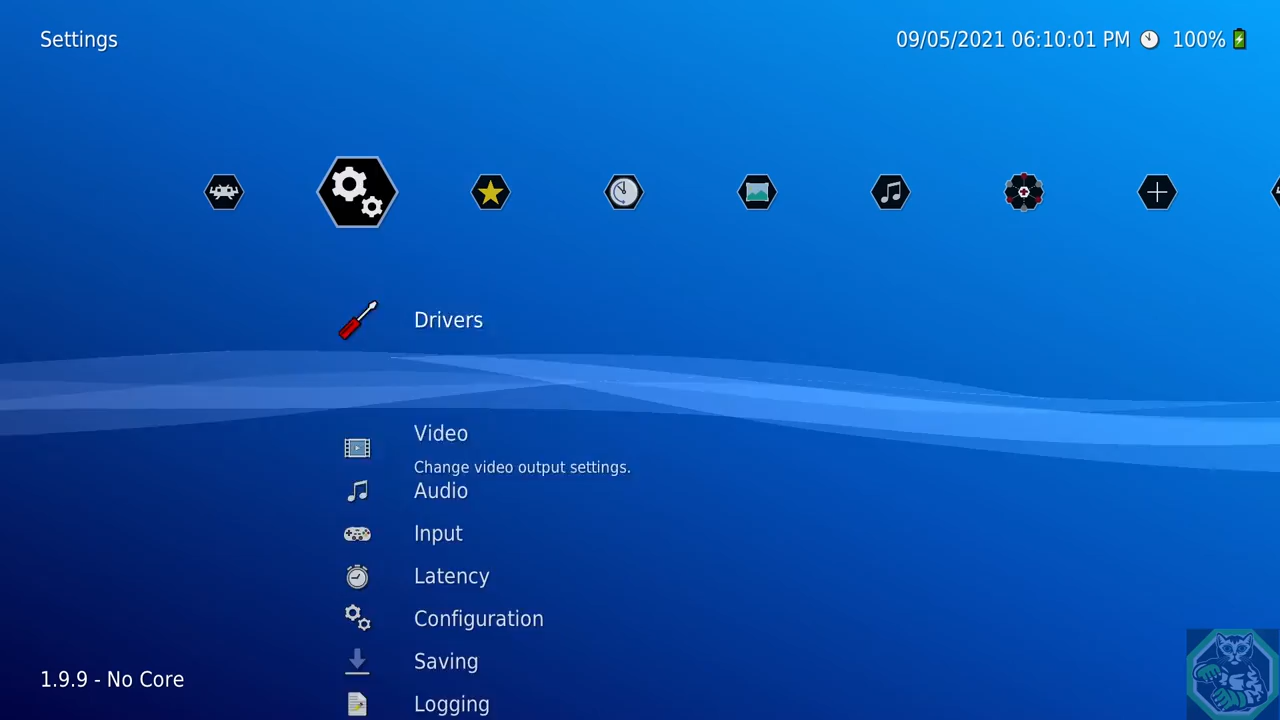 Settings
09/05/2021 06:10:01 PM 100%
Drivers
Video
Change video output settings.
Audio
Input
Latency
Configuration
Saving
Logging
1.9.9 - No Core